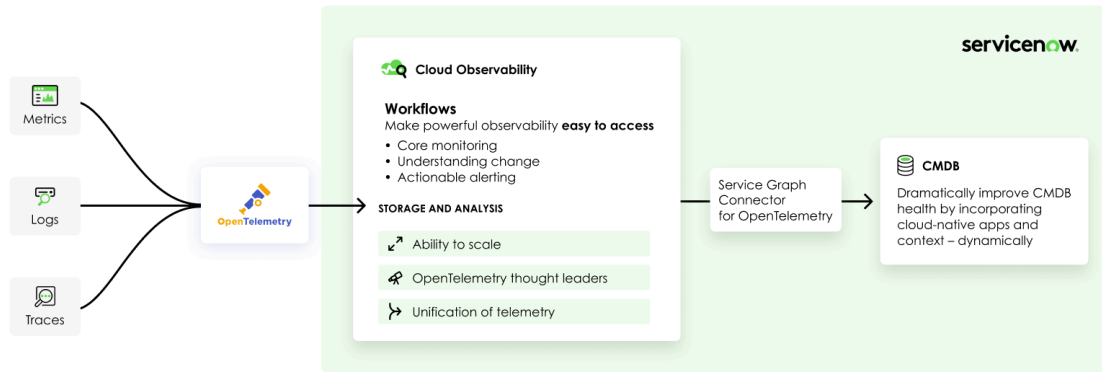 servicenow
Cloud Observability
Metrics
Workflows
Make powerful observability easy to access
• Core monitoring
• Understanding change
• Actionable alerting
CMDB
Service Graph
Connector
for OpenTelemetry
Dramatically improve CMDB
health by incorporating
cloud-native apps and
context – dynamically
Logs
OpenTelemetry
STORAGE AND ANALYSIS
Ability to scale
OpenTelemetry thought leaders
Unification of telemetry
Traces